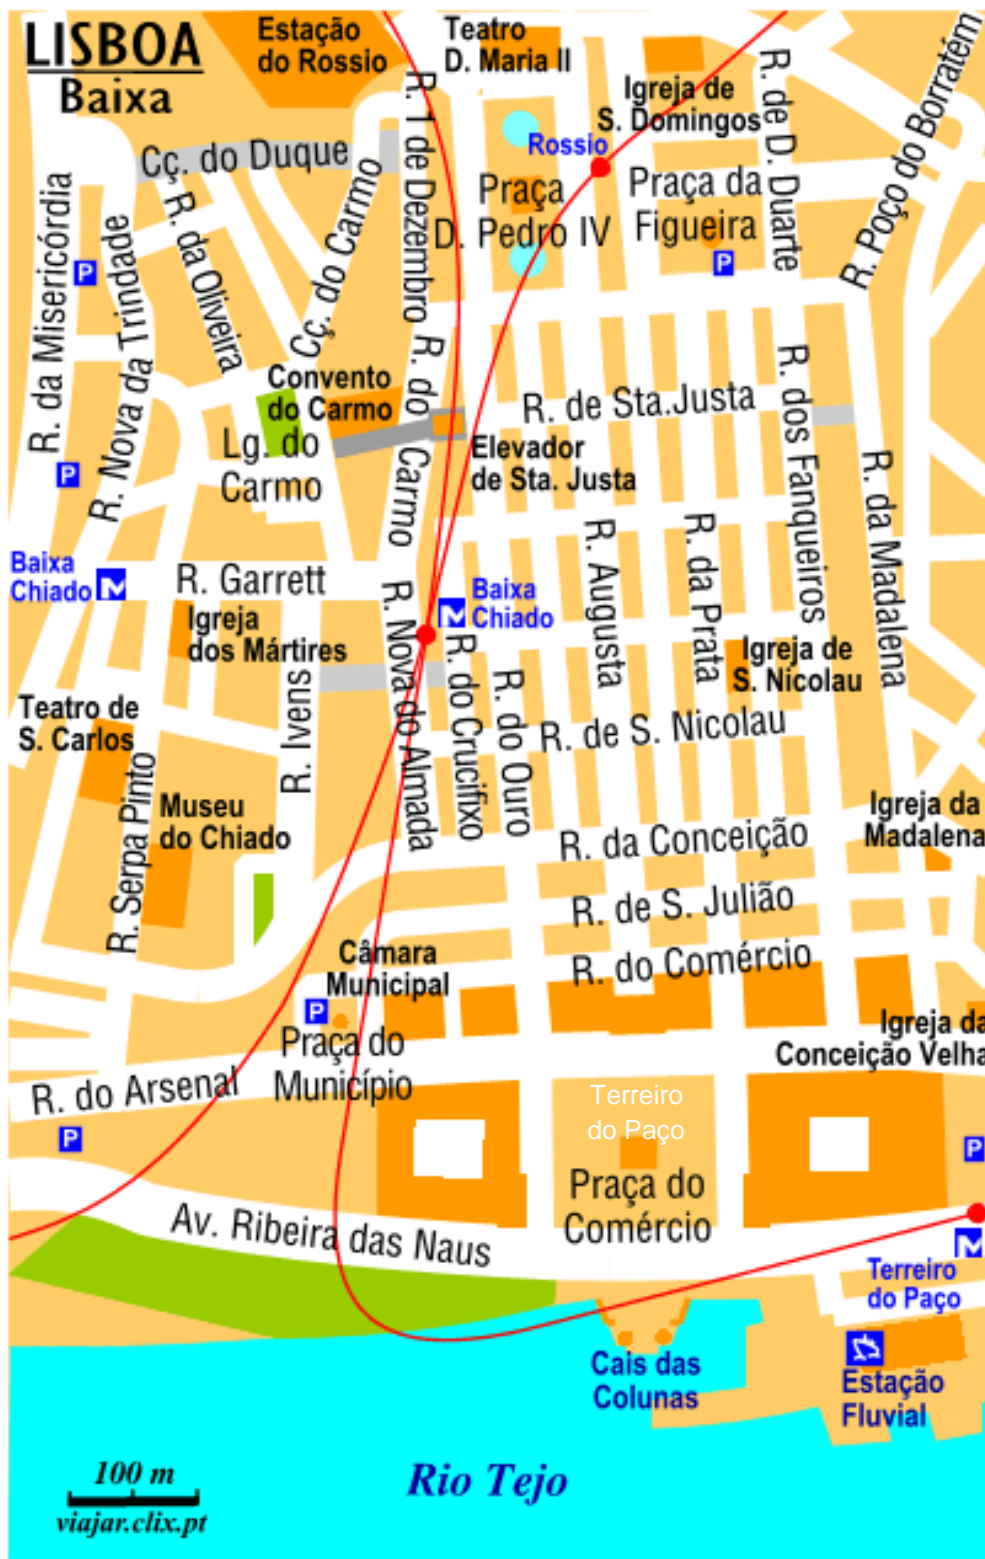 LISBOA
Baixa
Estação
do Rossio
Teatro
D. Maria II
Igreja de
S. Domingos
R. de D. Duarte
R. Poço do Borratém
R. 1 de Dezembro
Rossio
Cç. do Duque
Cç. do Carmo
Praça
D. Pedro IV
Praça da
Figueira
P
R. da Misericórdia
P
R. Nova da Trindade
Cç. R. da Oliveira
Convento
do Carmo
Lg. do
Carmo
R. do Carmo
R. de Sta.Justa
Elevador
de Sta. Justa
R. dos Fanqueiros
R. da Madalena
P
Baixa
Chiado
M
R. Garrett
Igreja
dos Mártires
M
Baixa
Chiado
R. Augusta
R. da Prata
Igreja de
S. Nicolau
R. Nova do Almada
R. do Crucifixo
R. do Ouro
R. Ivens
R. de S. Nicolau
Teatro de
S. Carlos
R. Serpa Pinto
Museu
do Chiado
Igreja da
Madalena
R. da Conceição
R. de S. Julião
R. do Comércio
Câmara
Municipal
P
Praça do
Município
Igreja da
Conceição Velha
R. do Arsenal
P
Terreiro
do Paço
P
Praça do
Comércio
Av. Ribeira das Naus
M
Terreiro
do Paço
Cais das
Colunas
Estação
Fluvial
Rio Tejo
100 m
viajar.clix.pt